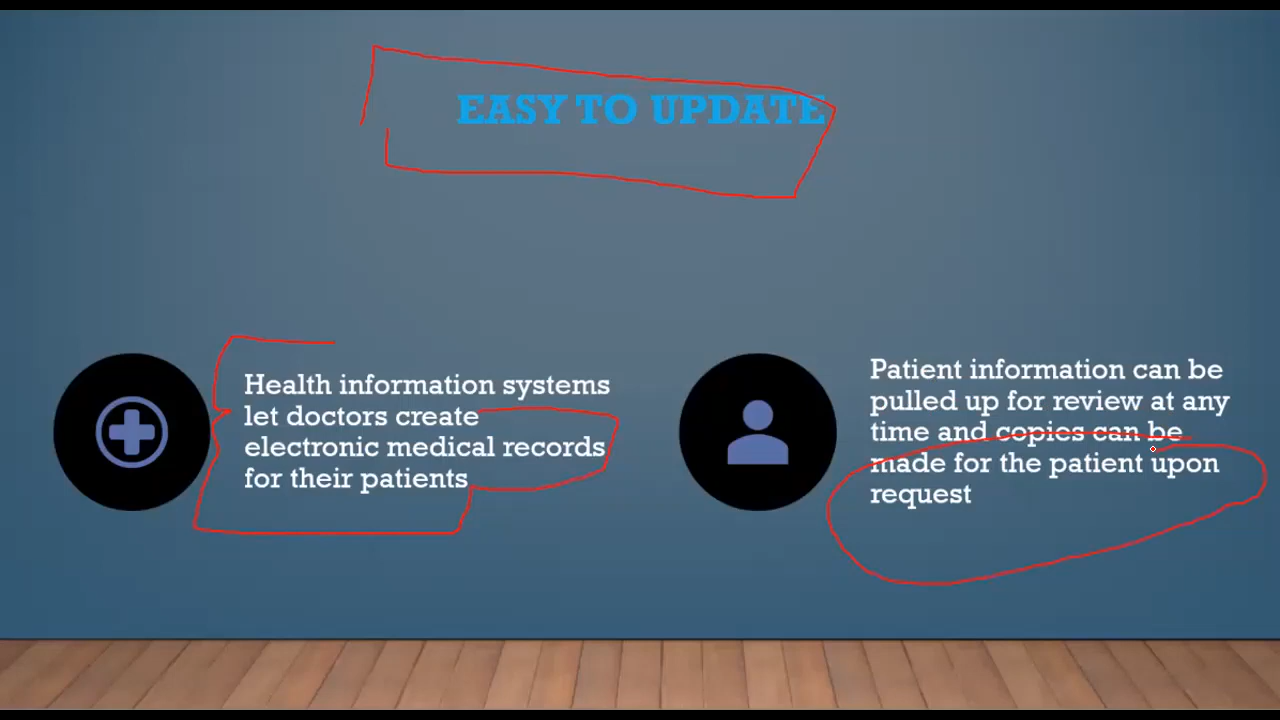 EASY TO UPDATE
Health information systems
let doctors create
electronic medical records
for their patients
Patient information can be
pulled up for review at any
time and copies can be
made for the patient upon
request